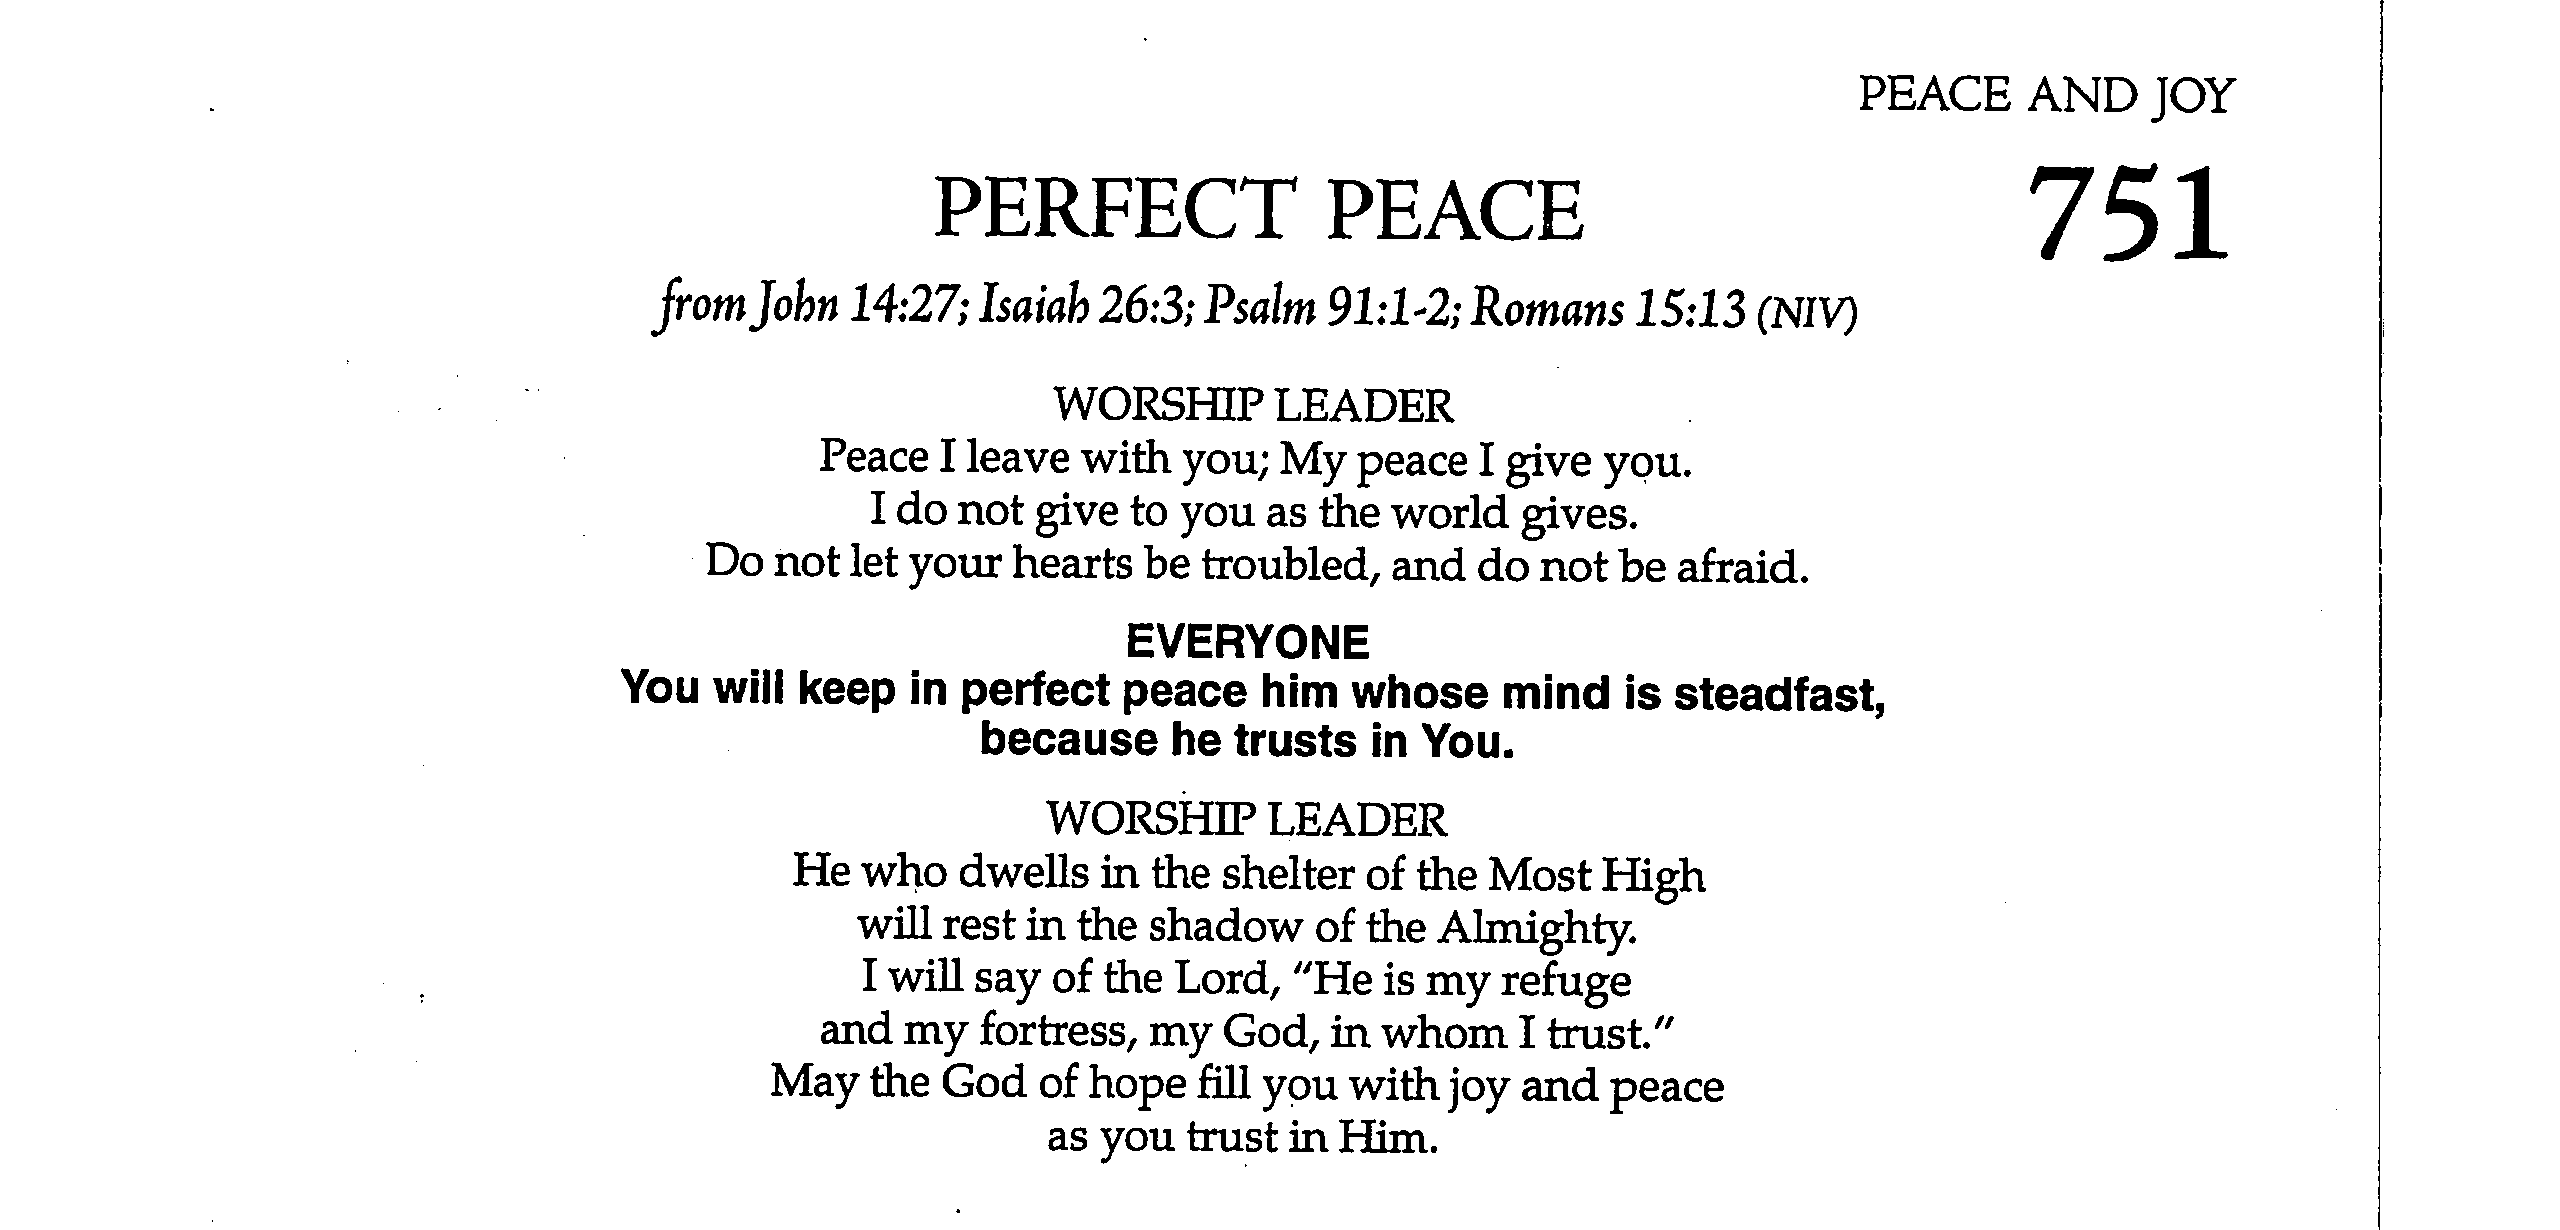 PEACE AND JOY
PERFECT PEACE
751
from John 14:27; Isaiah 26:3; Psalm 91:1-2; Romans 15:13 (NIV)
WORSHIP LEADER
Peace I leave with you; My peace I give you.
I do not give to you as the world gives.
Do not let your hearts be troubled, and do not be afraid.
EVERYONE
You will keep in perfect peace him whose mind is steadfast,
because he trusts in You.
WORSHIP LEADER
He who dwells in the shelter of the Most High
will rest in the shadow of the Almighty.
I will say of the Lord, "He is my refuge
and my fortress, my God, in whom I trust."
May the God of hope fill you with joy and peace
as you trust in Him.